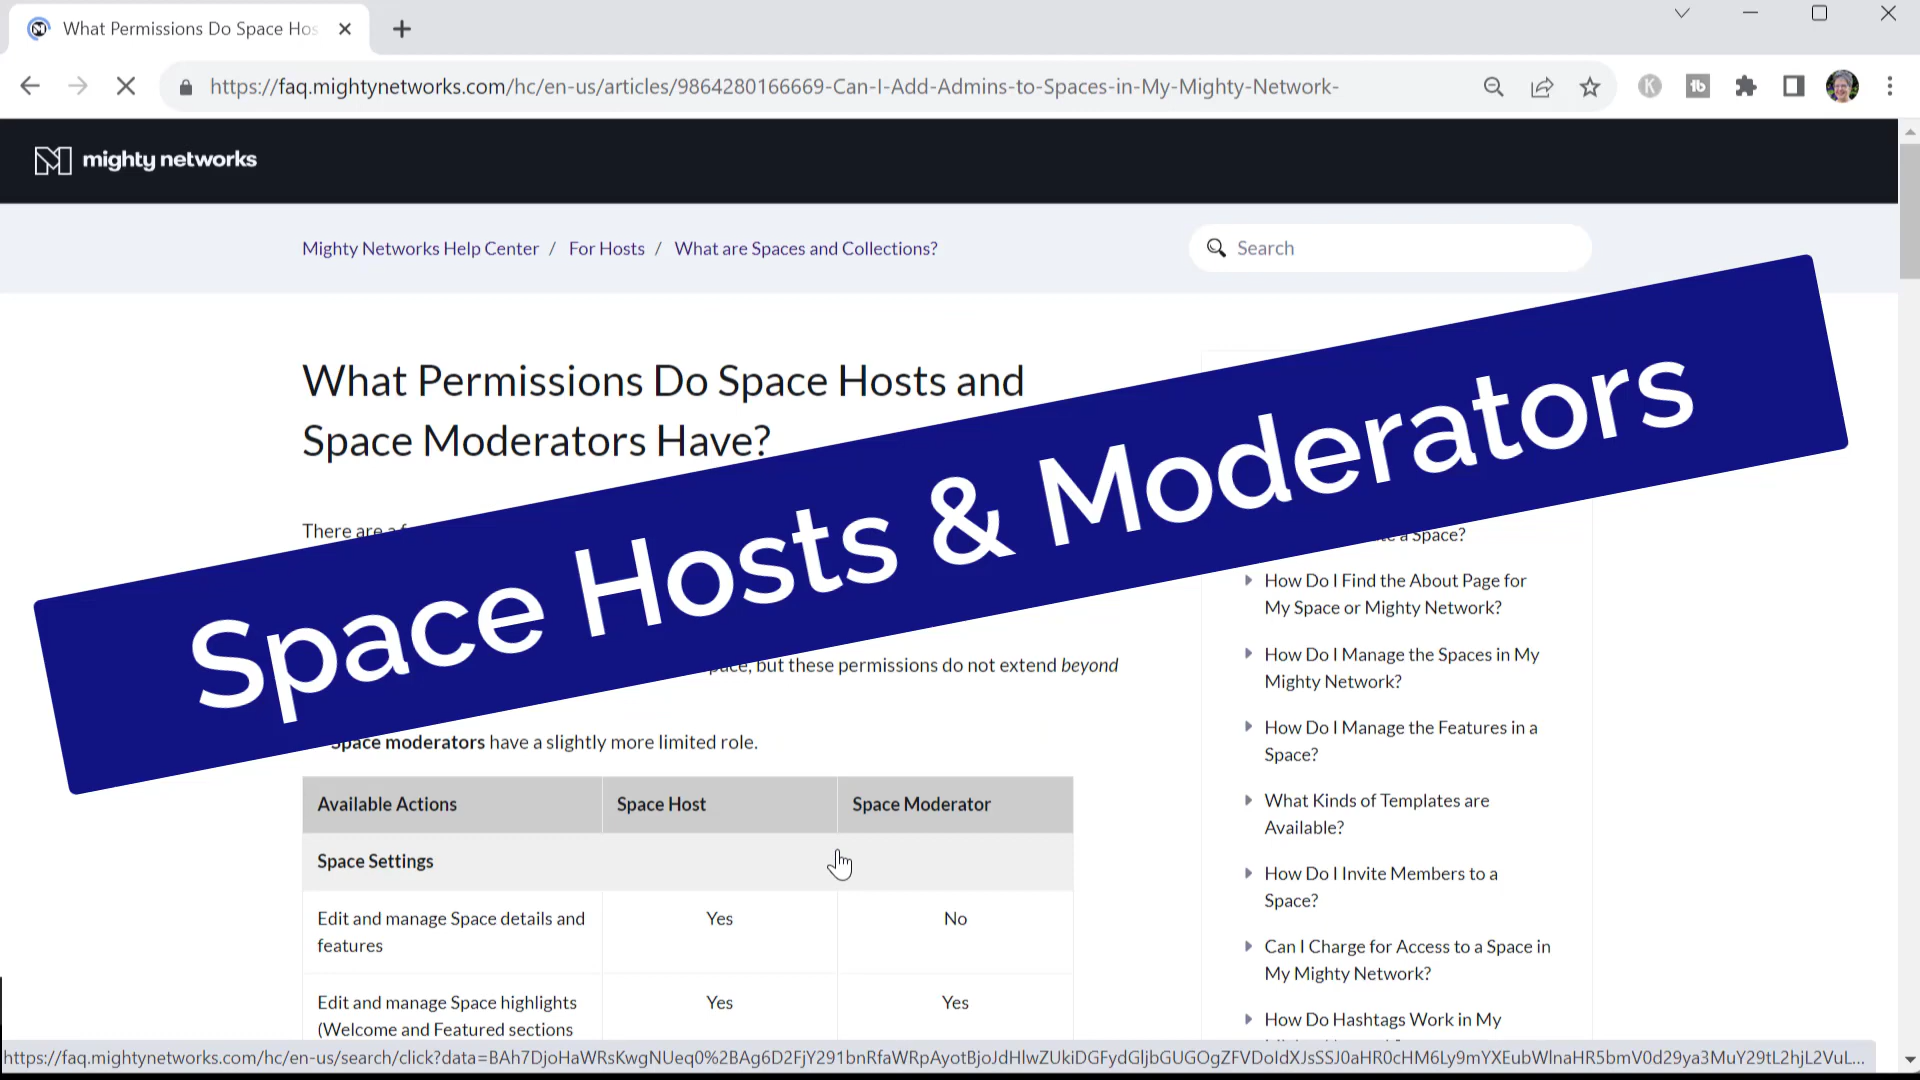 What Permissions Do Space Hos
https://faq.mightynetworks.com/hc/en-us/articles/9864280166669-Can-I-Add-Admins-to-Spaces-in-My-Mighty-Network-
K
tb
mighty networks
Mighty Networks Help Center / For Hosts / What are Spaces and Collections?
Search
What Permissions Do Space Hosts and
Space Moderators Have?
There are a
Space Hosts & Moderators
but these permissions do not extend beyond
Space moderators have a slightly more limited role.
Available Actions Space Host Space Moderator
Space Settings
Edit and manage Space details and Yes No
features
Edit and manage Space highlights Yes Yes
(Welcome and Featured sections
a Space?
How Do I Find the About Page for
My Space or Mighty Network?
How Do I Manage the Spaces in My
Mighty Network?
How Do I Manage the Features in a
Space?
What Kinds of Templates are
Available?
How Do I Invite Members to a
Space?
Can I Charge for Access to a Space in
My Mighty Network?
How Do Hashtags Work in My